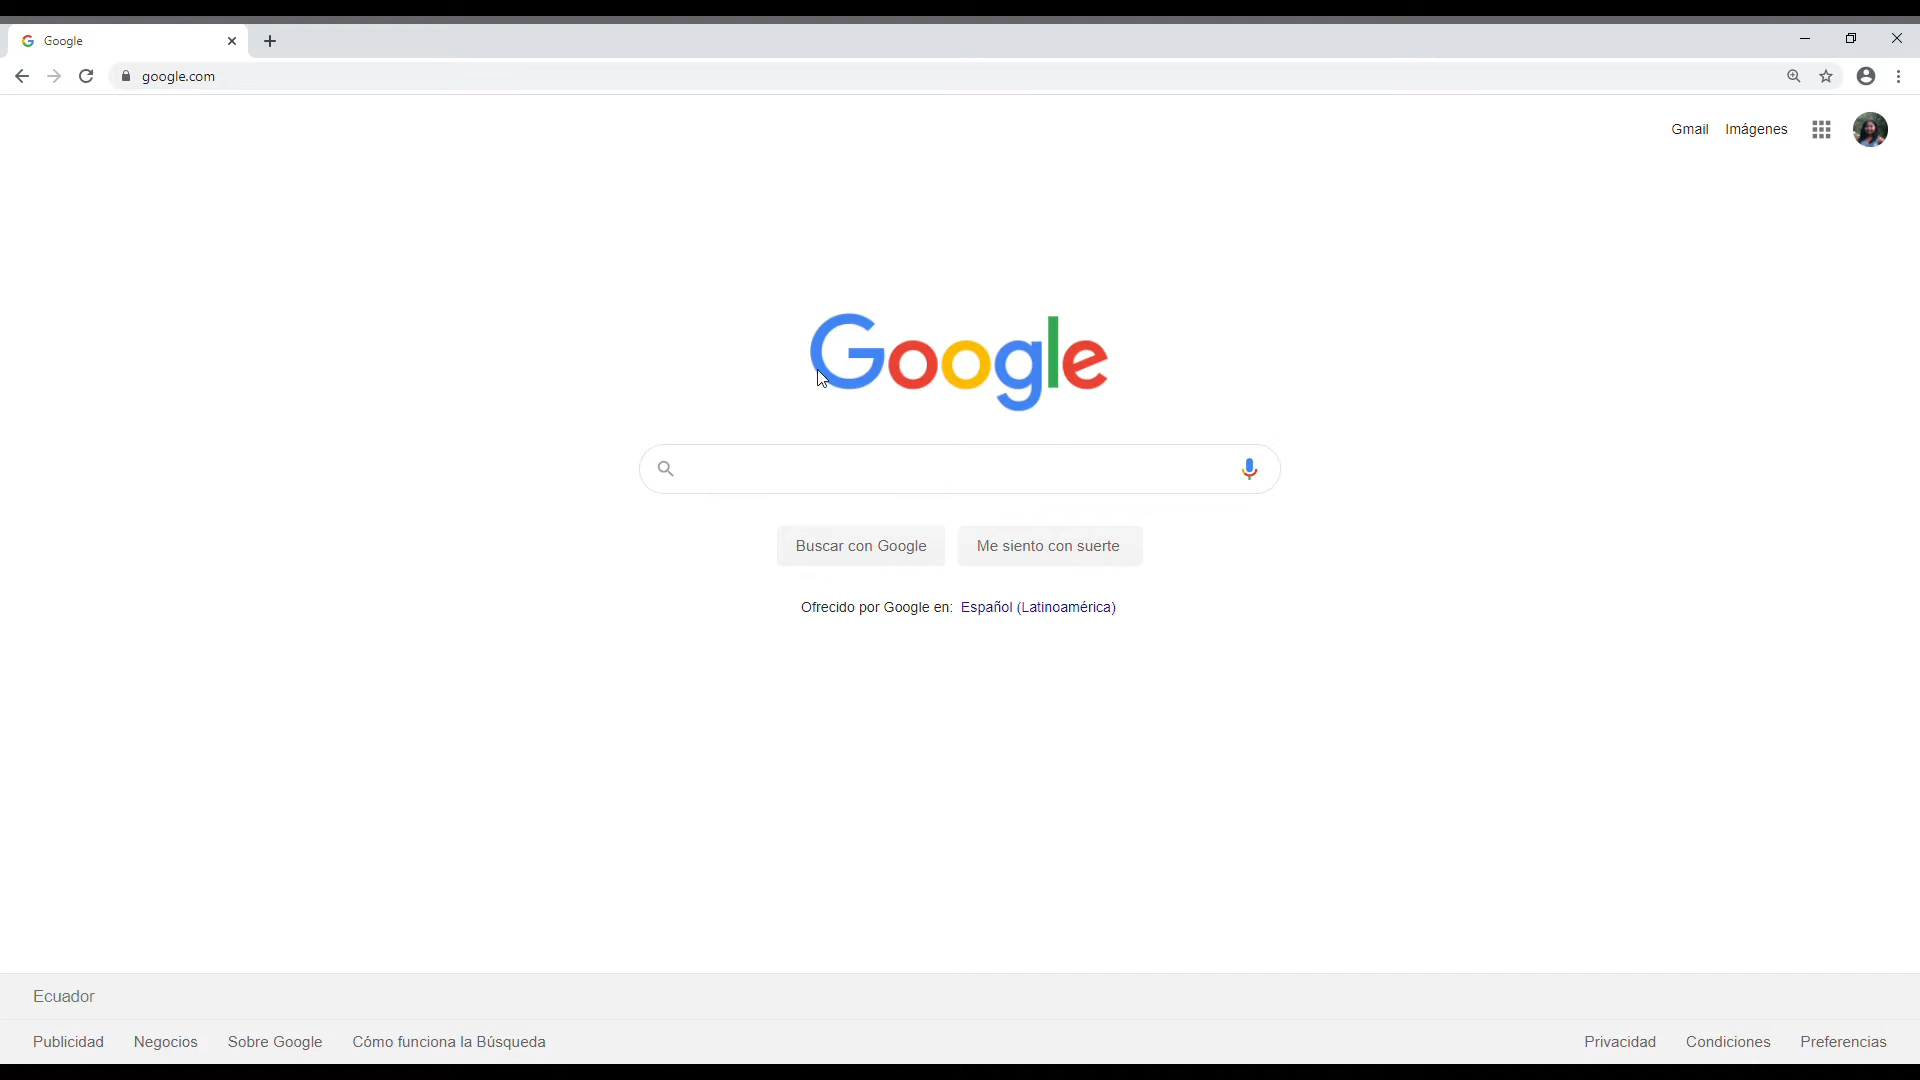 Google
google.com
Gmail Imágenes
Google
Buscar con Google Me siento con suerte
Ofrecido por Google en: Español (Latinoamérica)
Ecuador
Publicidad Negocios Sobre Google Cómo funciona la Búsqueda Privacidad Condiciones Preferencias